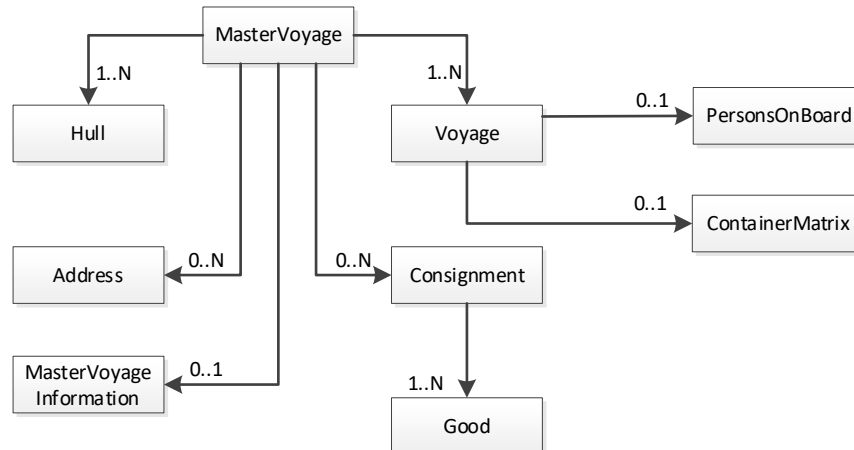 MasterVoyage
1..N
1..N
Hull
Voyage
0..1
PersonsOnBoard
0..1
ContainerMatrix
0..N
0..N
Address
Consignment
0..1
MasterVoyage
Information
1..N
Good